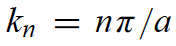 kₙ = nπ/a